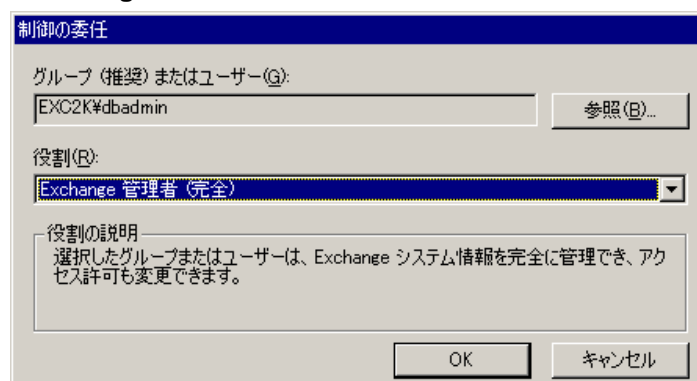 制御の委任
グループ (推奨) またはユーザー(G):
EXC2K¥dbadmin
参照(B)...
役割(R):
Exchange 管理者 (完全)
役割の説明
選択したグループまたはユーザーは、Exchange システム情報を完全に管理でき、アク
セス許可も変更できます。
OK
キャンセル